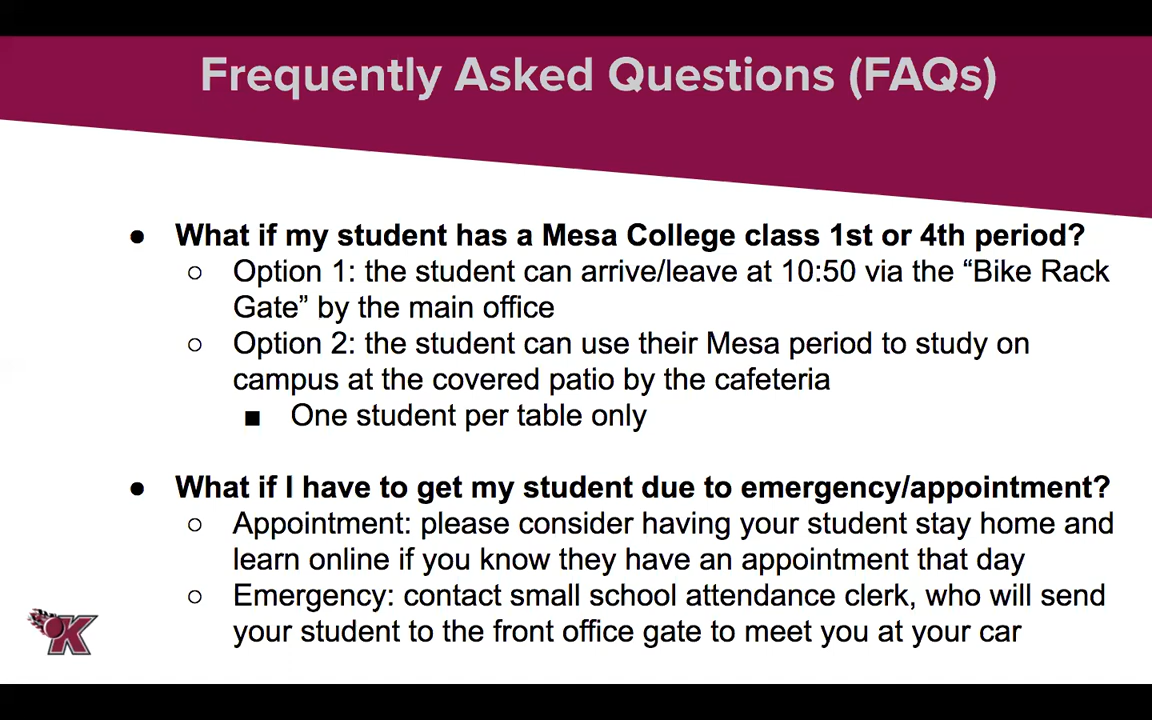 Frequently Asked Questions (FAQs)
● What if my student has a Mesa College class 1st or 4th period?
○ Option 1: the student can arrive/leave at 10:50 via the “Bike Rack
Gate” by the main office
○ Option 2: the student can use their Mesa period to study on
campus at the covered patio by the cafeteria
■ One student per table only
● What if I have to get my student due to emergency/appointment?
○ Appointment: please consider having your student stay home and
learn online if you know they have an appointment that day
○ Emergency: contact small school attendance clerk, who will send
your student to the front office gate to meet you at your car
K